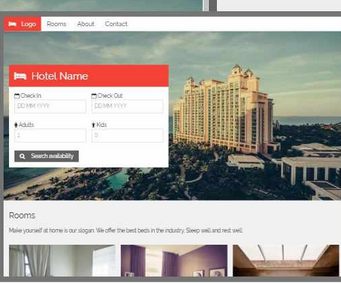 Logo Rooms About Contact
Hotel Name
Check In Check Out
DD MM YYYY DD MM YYYY
Adults Kids
Search availability
Rooms
Make yourself at home is our slogan. We offer the best beds in the industry. Sleep well and rest well.